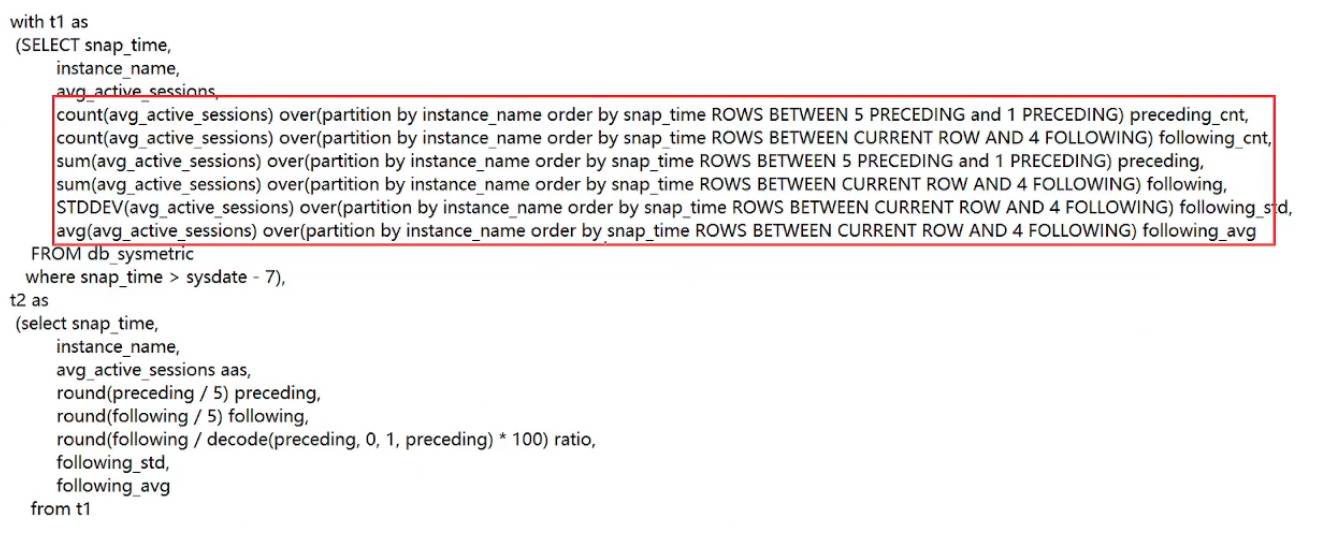 with t1 as
(SELECT snap_time,
instance_name,
avg_active_sessions,
count(avg_active_sessions) over(partition by instance_name order by snap_time ROWS BETWEEN 5 PRECEDING and 1 PRECEDING) preceding_cnt,
count(avg_active_sessions) over(partition by instance_name order by snap_time ROWS BETWEEN CURRENT ROW AND 4 FOLLOWING) following_cnt,
sum(avg_active_sessions) over(partition by instance_name order by snap_time ROWS BETWEEN 5 PRECEDING and 1 PRECEDING) preceding,
sum(avg_active_sessions) over(partition by instance_name order by snap_time ROWS BETWEEN CURRENT ROW AND 4 FOLLOWING) following,
STDDEV(avg_active_sessions) over(partition by instance_name order by snap_time ROWS BETWEEN CURRENT ROW AND 4 FOLLOWING) following_std,
avg(avg_active_sessions) over(partition by instance_name order by snap_time ROWS BETWEEN CURRENT ROW AND 4 FOLLOWING) following_avg
FROM db_sysmetric
where snap_time > sysdate - 7),
t2 as
(select snap_time,
instance_name,
avg_active_sessions aas,
round(preceding / 5) preceding,
round(following / 5) following,
round(following / decode(preceding, 0, 1, preceding) * 100) ratio,
following_std,
following_avg
from t1